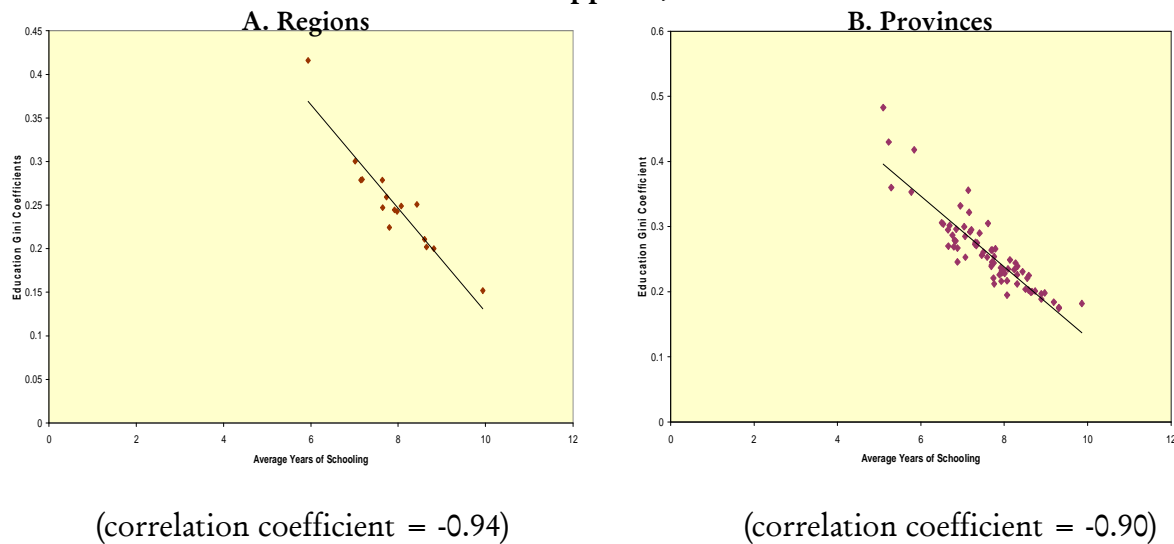 A. Regions
0.45
0.4
0.35
0.3
0.25
0.2
0.15
0.1
0.05
0
Education Gini Coefficients
0 2 4 6 8 10 12
Average Years of Schooling
(correlation coefficient = -0.94)
B. Provinces
0.6
0.5
0.4
0.3
0.2
0.1
0
Education Gini Coefficient
0 2 4 6 8 10 12
Average Years of Schooling
(correlation coefficient = -0.90)